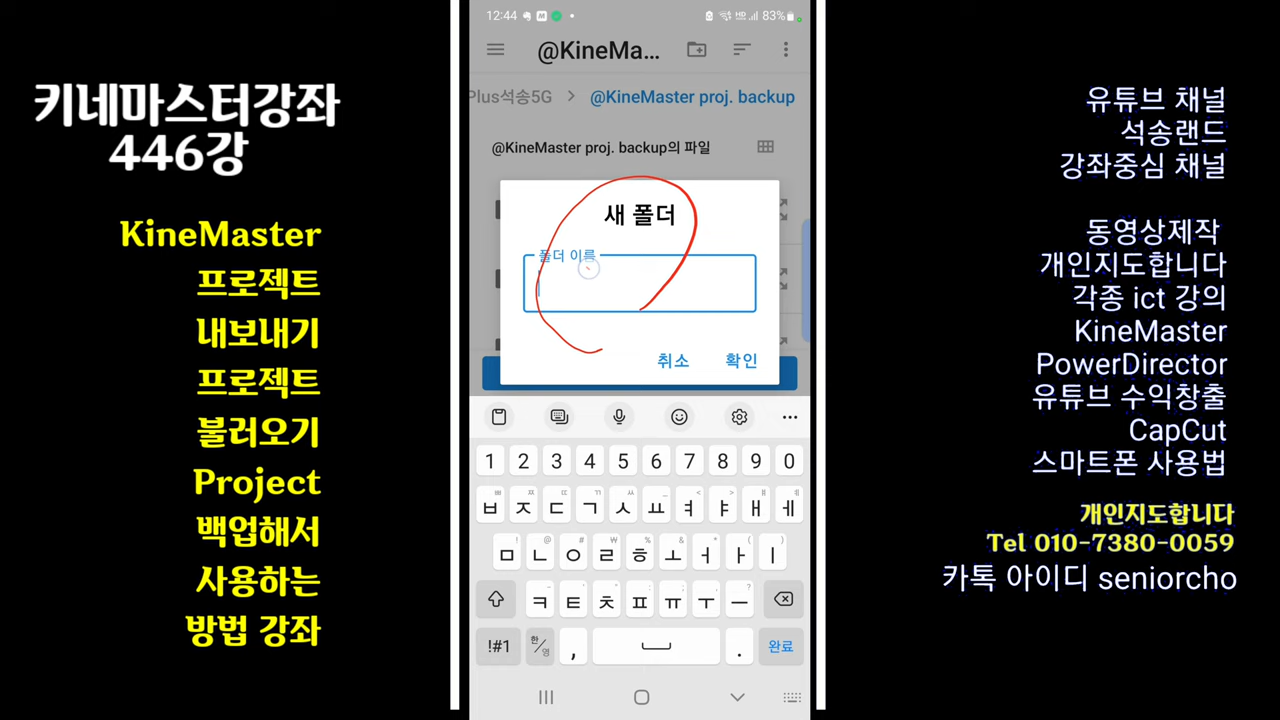 키네마스터강좌
446강
KineMaster
프로젝트
내보내기
프로젝트
불러오기
Project
백업해서
사용하는
방법 강좌
12:44
83%
@KineMa...
Plus석송5G > @KineMaster proj. backup
@KineMaster proj. backup의 파일
새 폴더
폴더 이름
취소 확인
1 2 3 4 5 6 7 8 9 0
ㅂ ㅈ ㄷ ㄱ ㅅ ㅛ ㅕ ㅑ ㅐ ㅔ
ㅁ ㄴ ㅇ ㄹ ㅎ ㅗ ㅓ ㅏ ㅣ
ㅋ ㅌ ㅊ ㅍ ㅠ ㅜ ㅡ
!#1 한/영 , . 완료
유튜브 채널
석송랜드
강좌중심 채널
동영상제작
개인지도합니다
각종 ict 강의
KineMaster
PowerDirector
유튜브 수익창출
CapCut
스마트폰 사용법
개인지도합니다
Tel 010-7380-0059
카톡 아이디 seniorcho